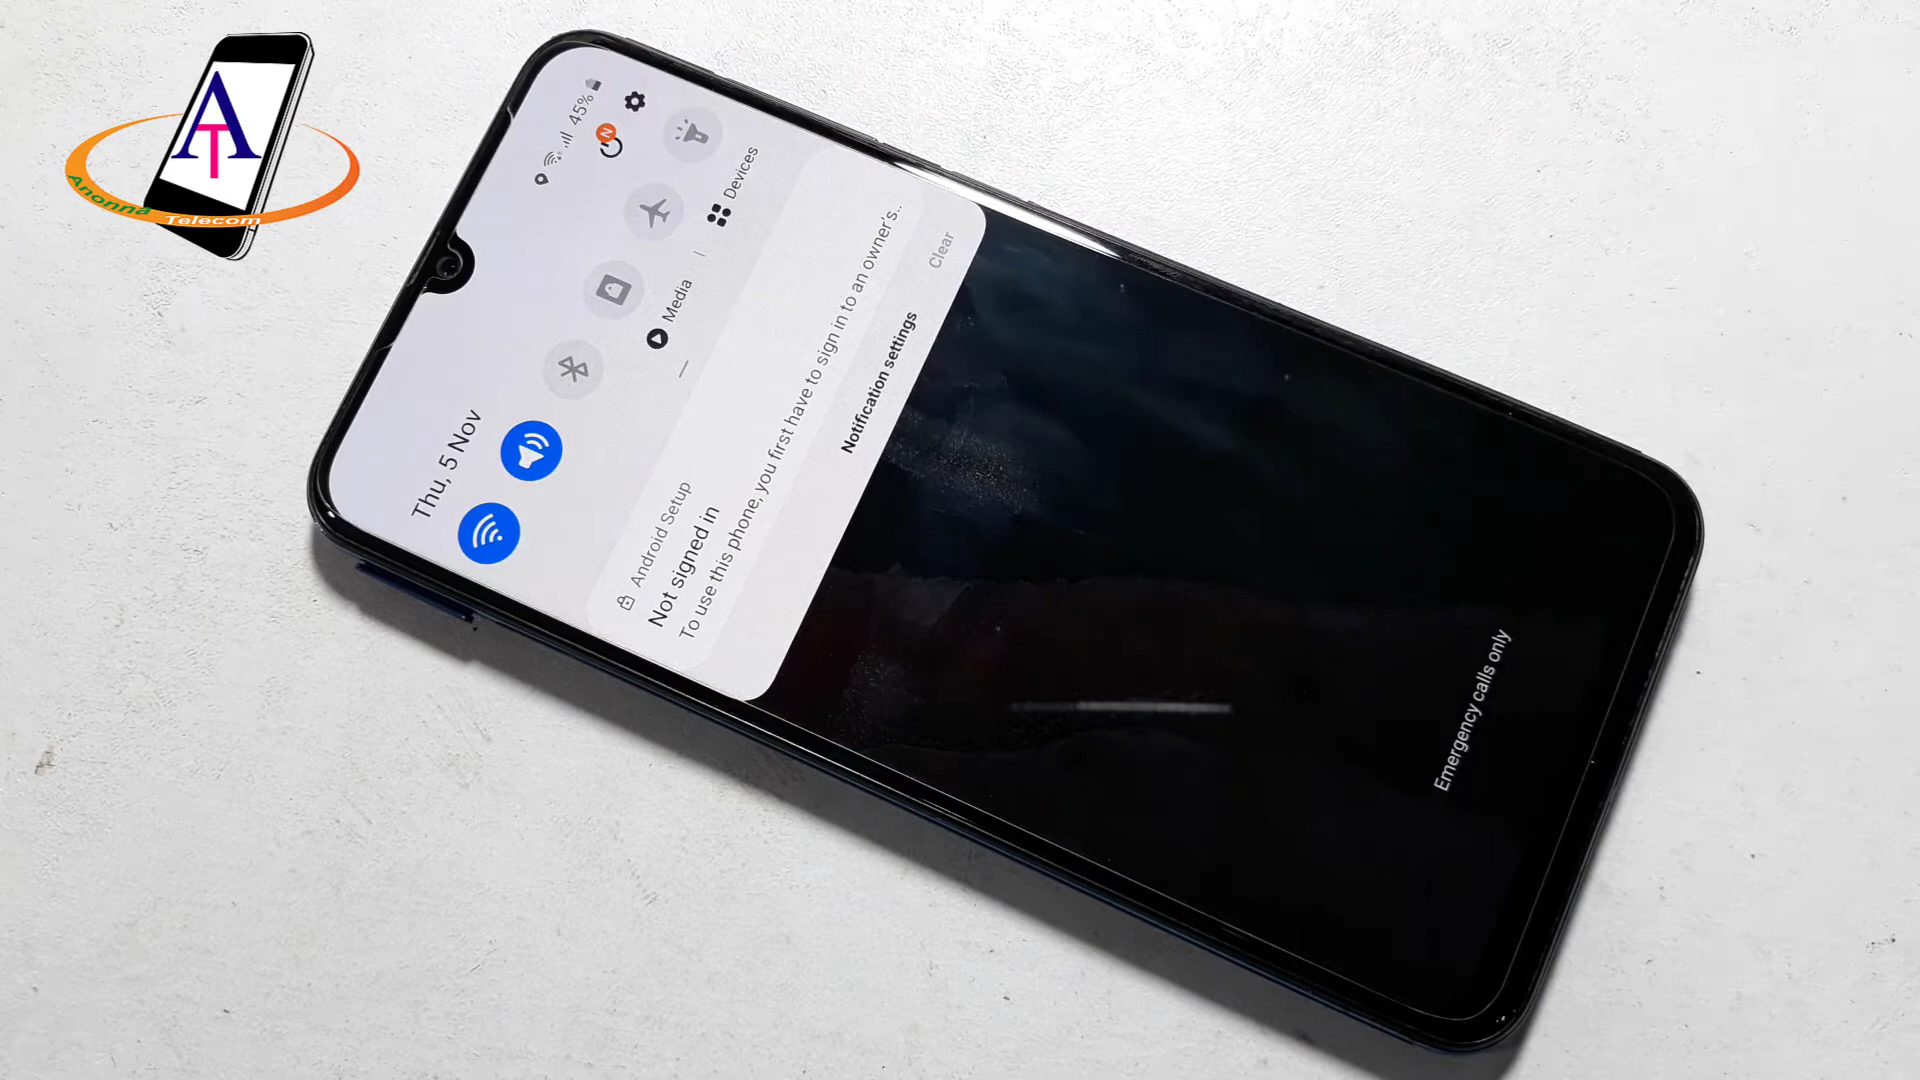 AT
Anonna Telecom
45%
N
Thu, 5 Nov
Media
Devices
Android Setup
Not signed in
To use this phone, you first have to sign in to an owner's..
Notification settings
Clear
Emergency calls only